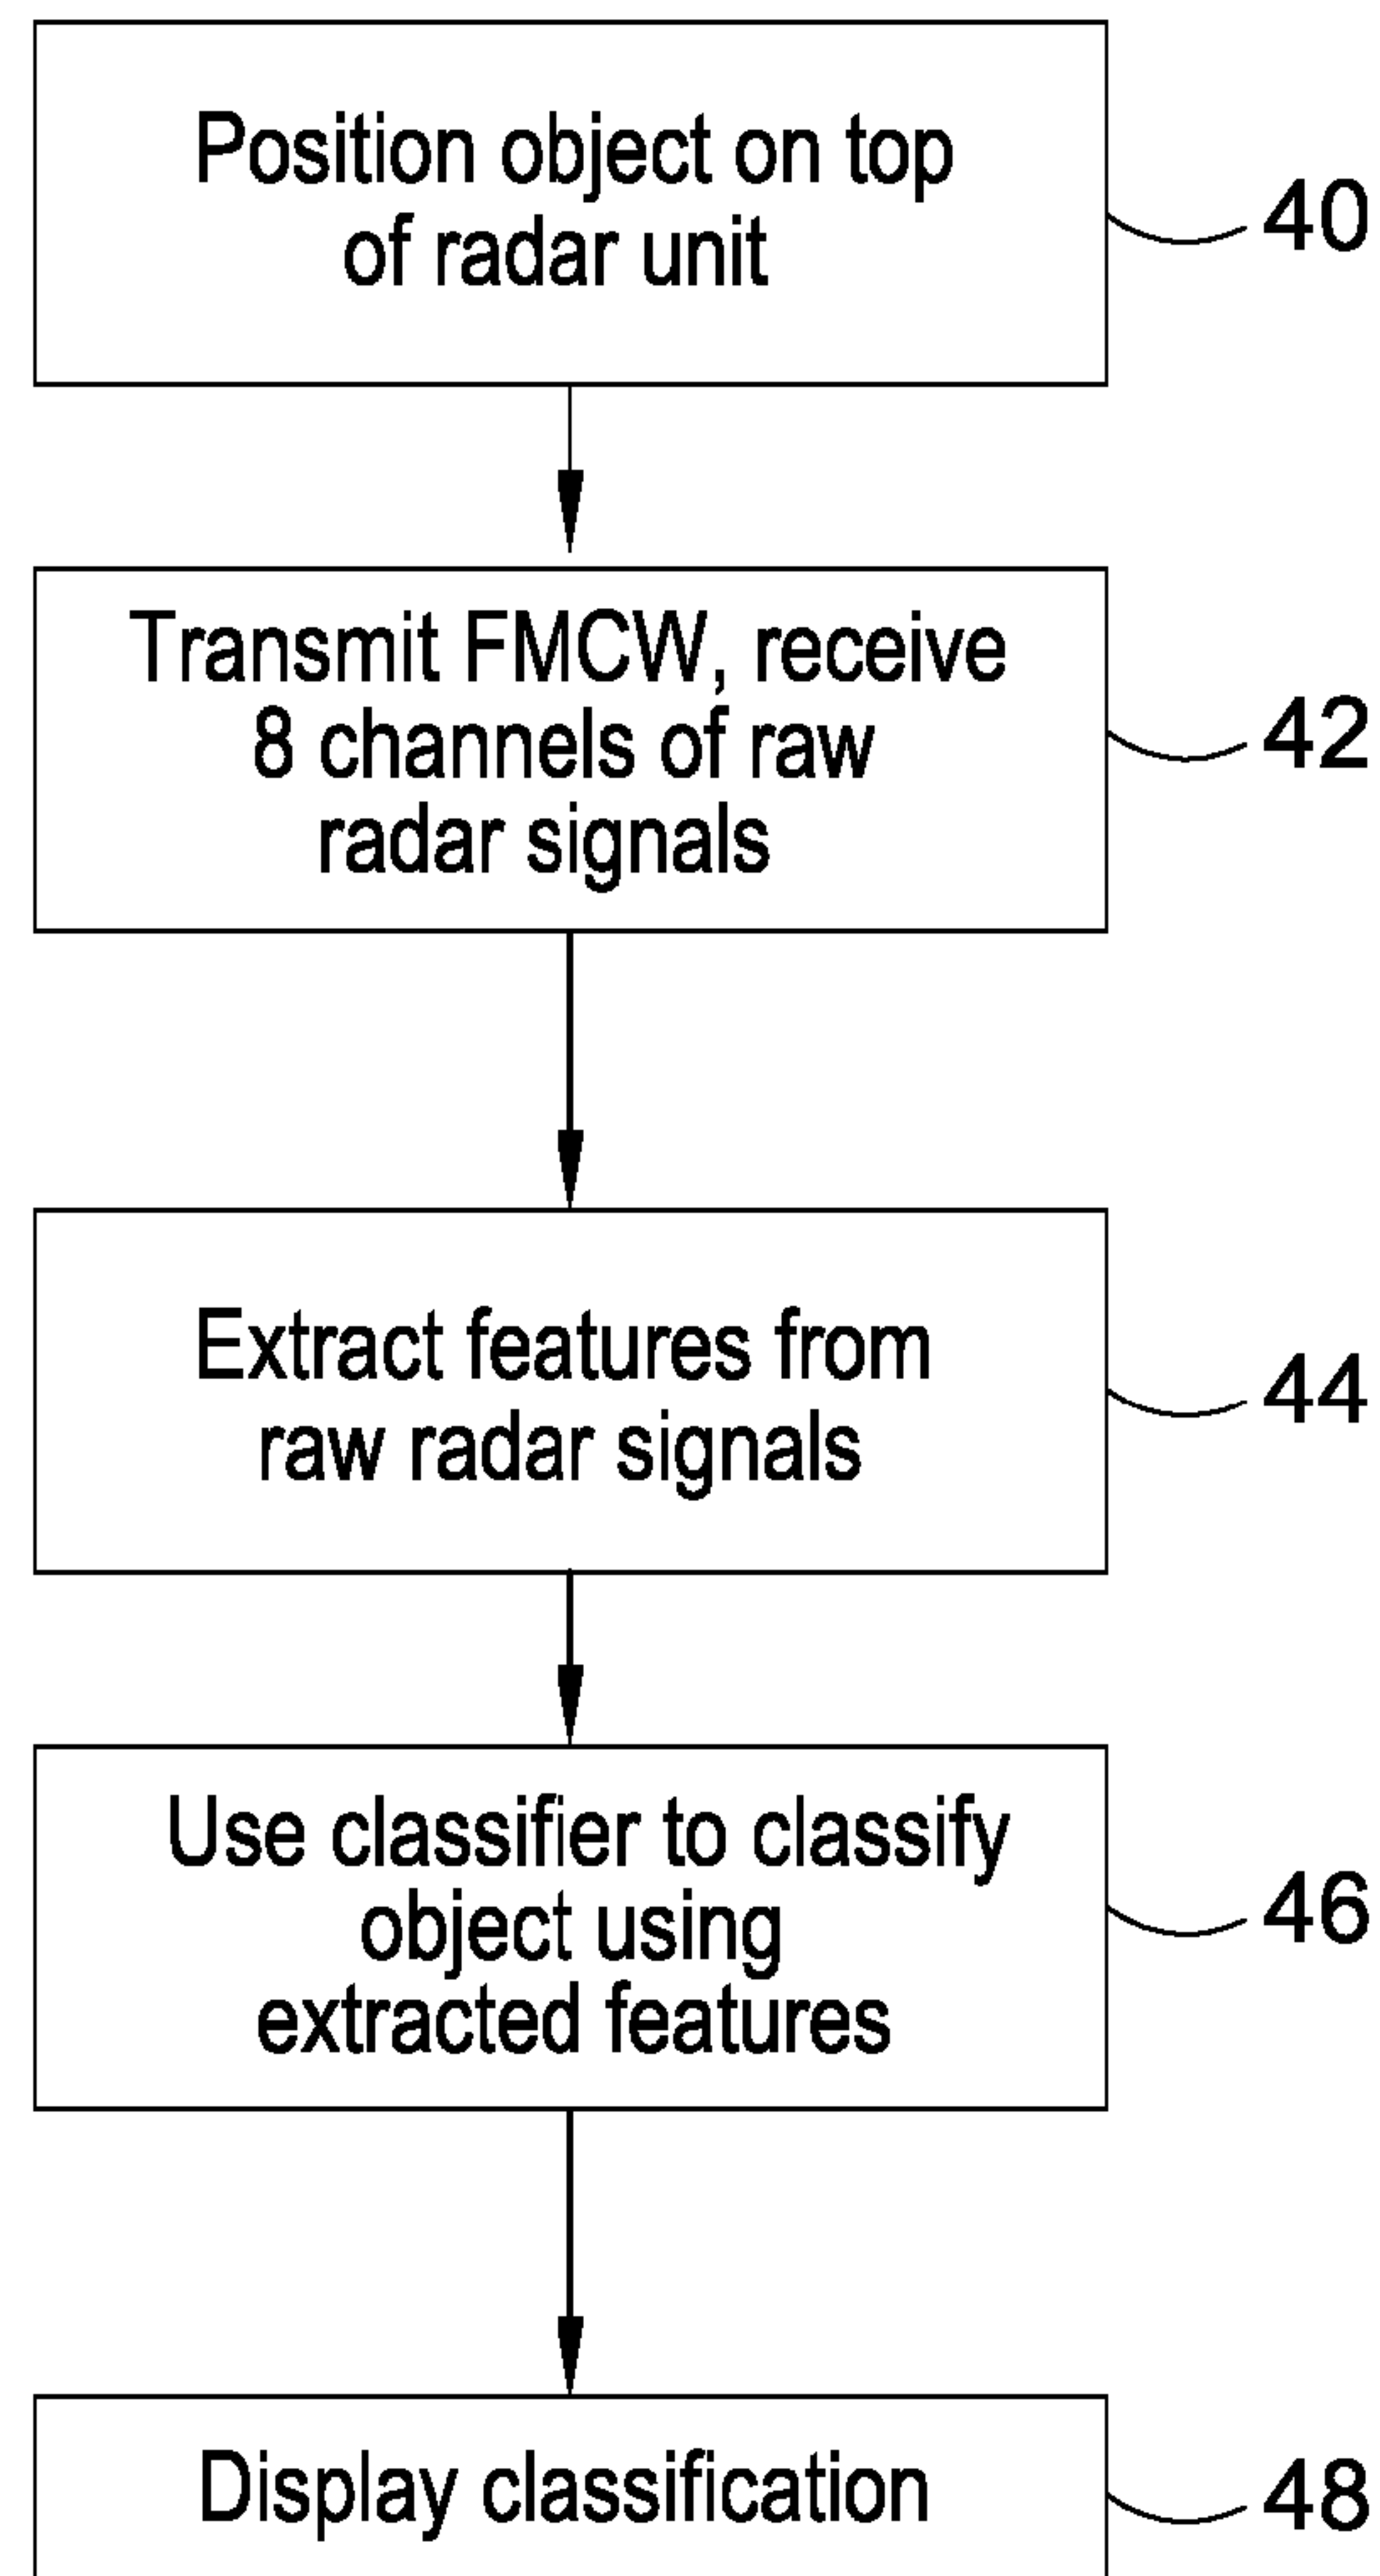 Position object on top
of radar unit
40
Transmit FMCW, receive
8 channels of raw
radar signals
42
Extract features from
raw radar signals
44
Use classifier to classify
object using
extracted features
46
Display classification
48